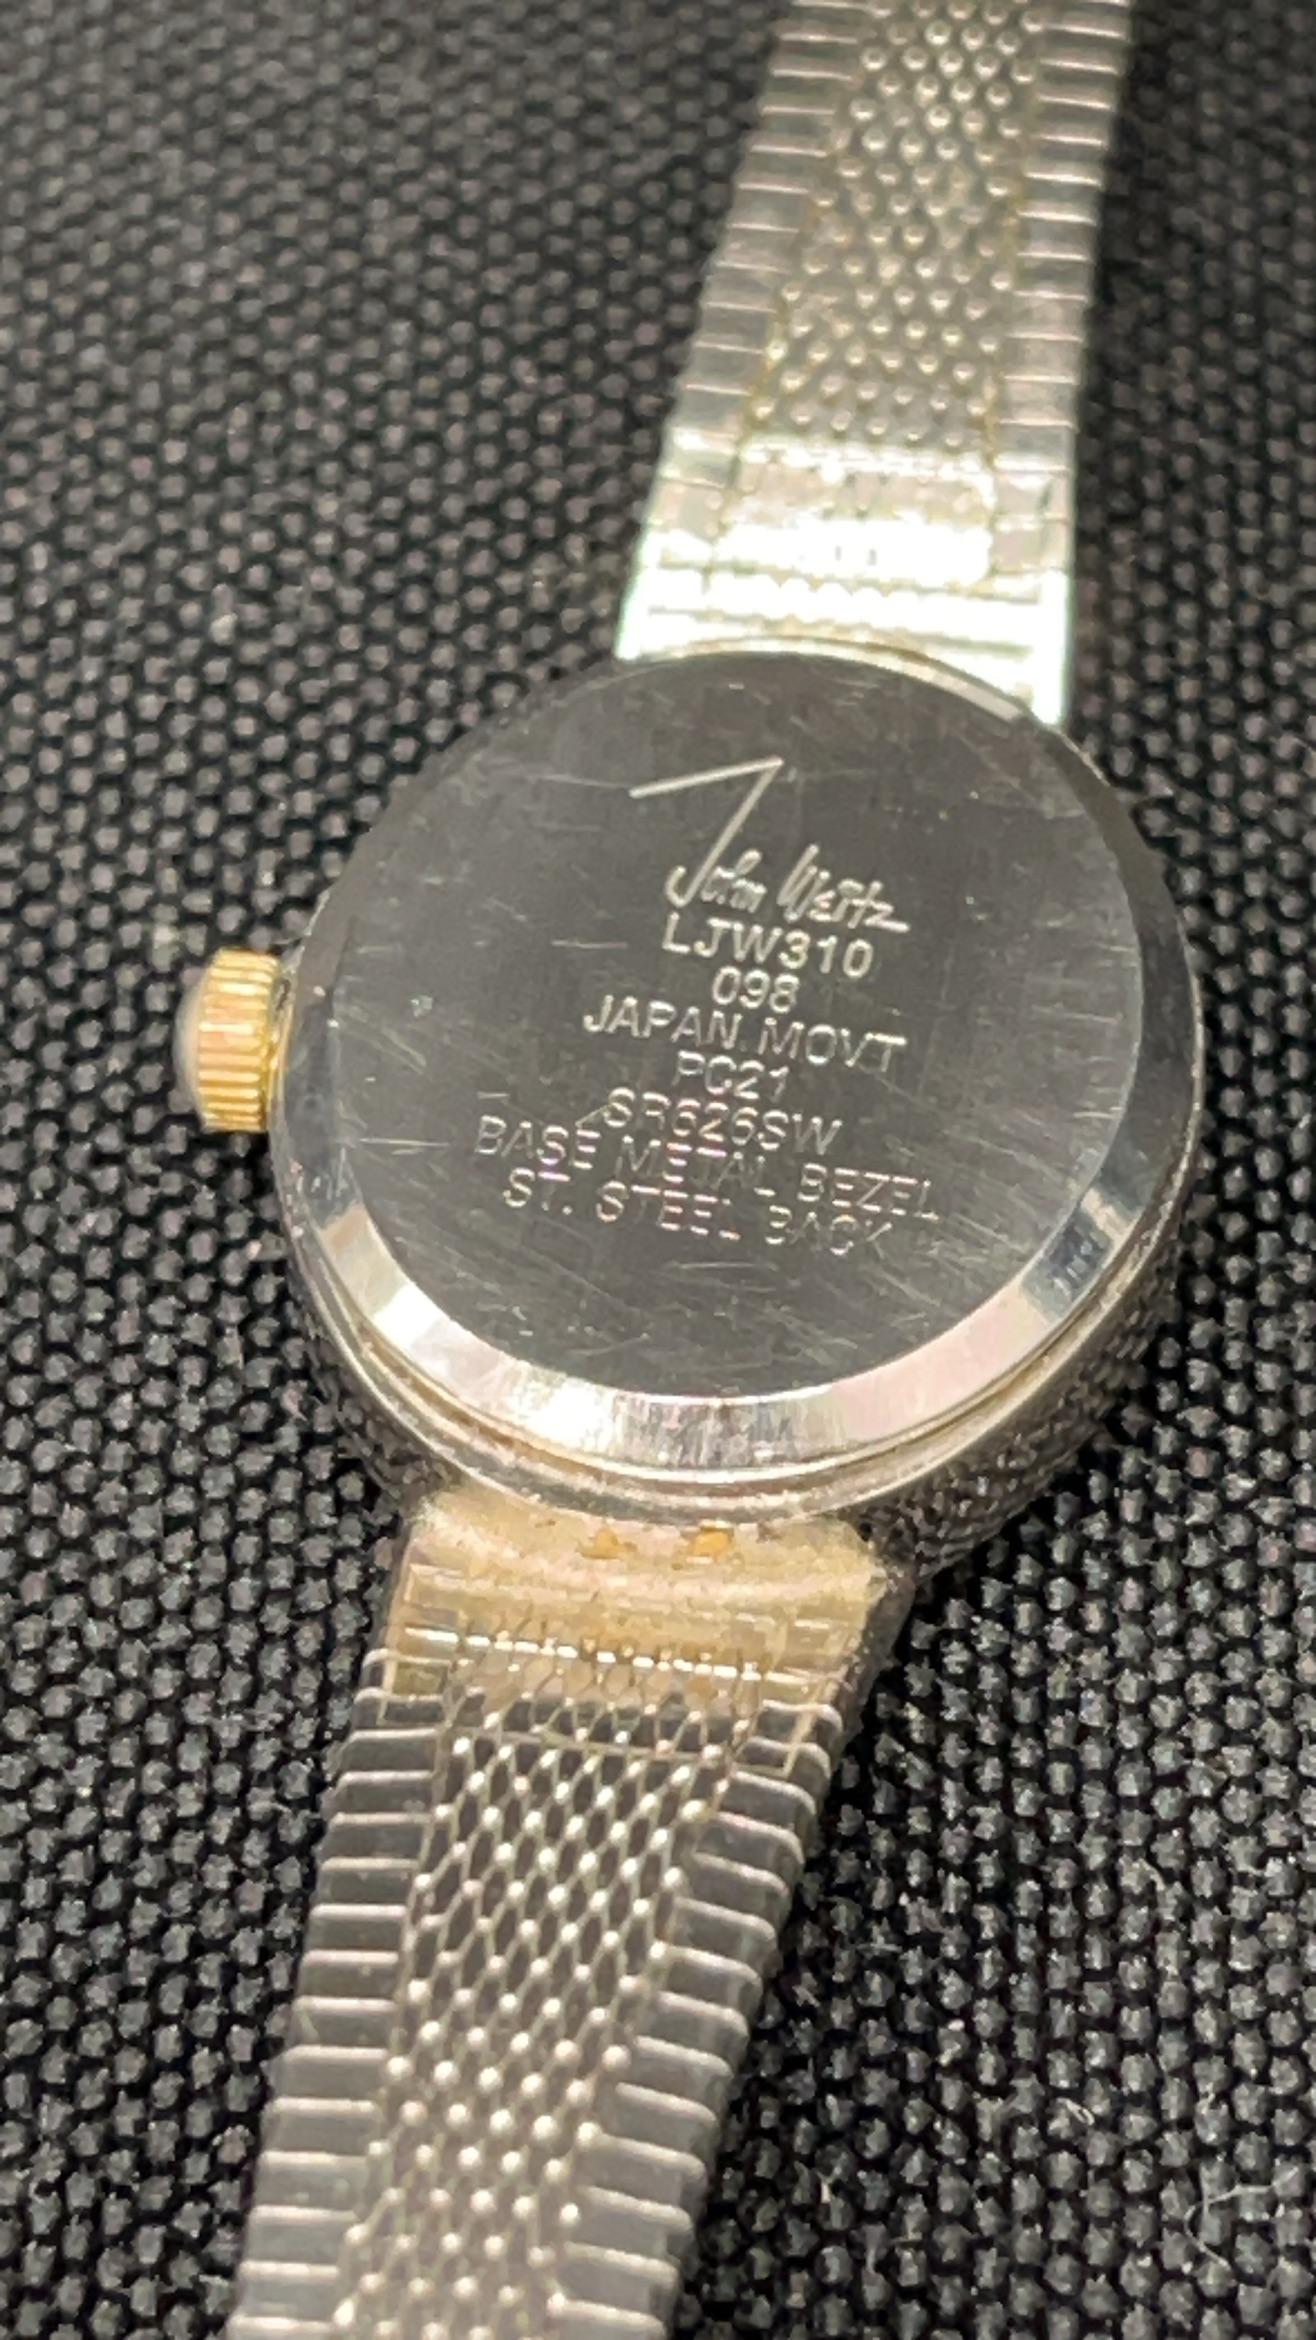 John Weitz
LJW310
098
JAPAN MOVT
PC21
SR626SW
BASE METAL BEZEL
ST. STEEL BACK